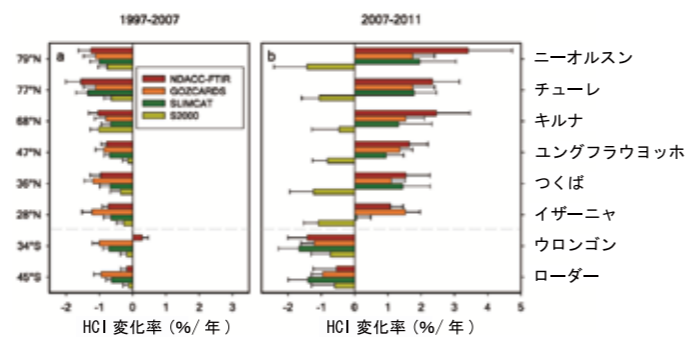 1997-2007
2007-2011
a
b
79°N
77°N
68°N
47°N
36°N
28°N
34°S
45°S
NDACC-FTIR
GOZCARDS
SLIMCAT
S2000
ニーオルスン
チューレ
キルナ
ユングフラウヨッホ
つくば
イザーニャ
ウロンゴン
ローダー
-2 -1 0 1 2 3
-2 -1 0 1 2 3 4 5
HCl 変化率 (%/ 年 )
HCl 変化率 (%/ 年 )